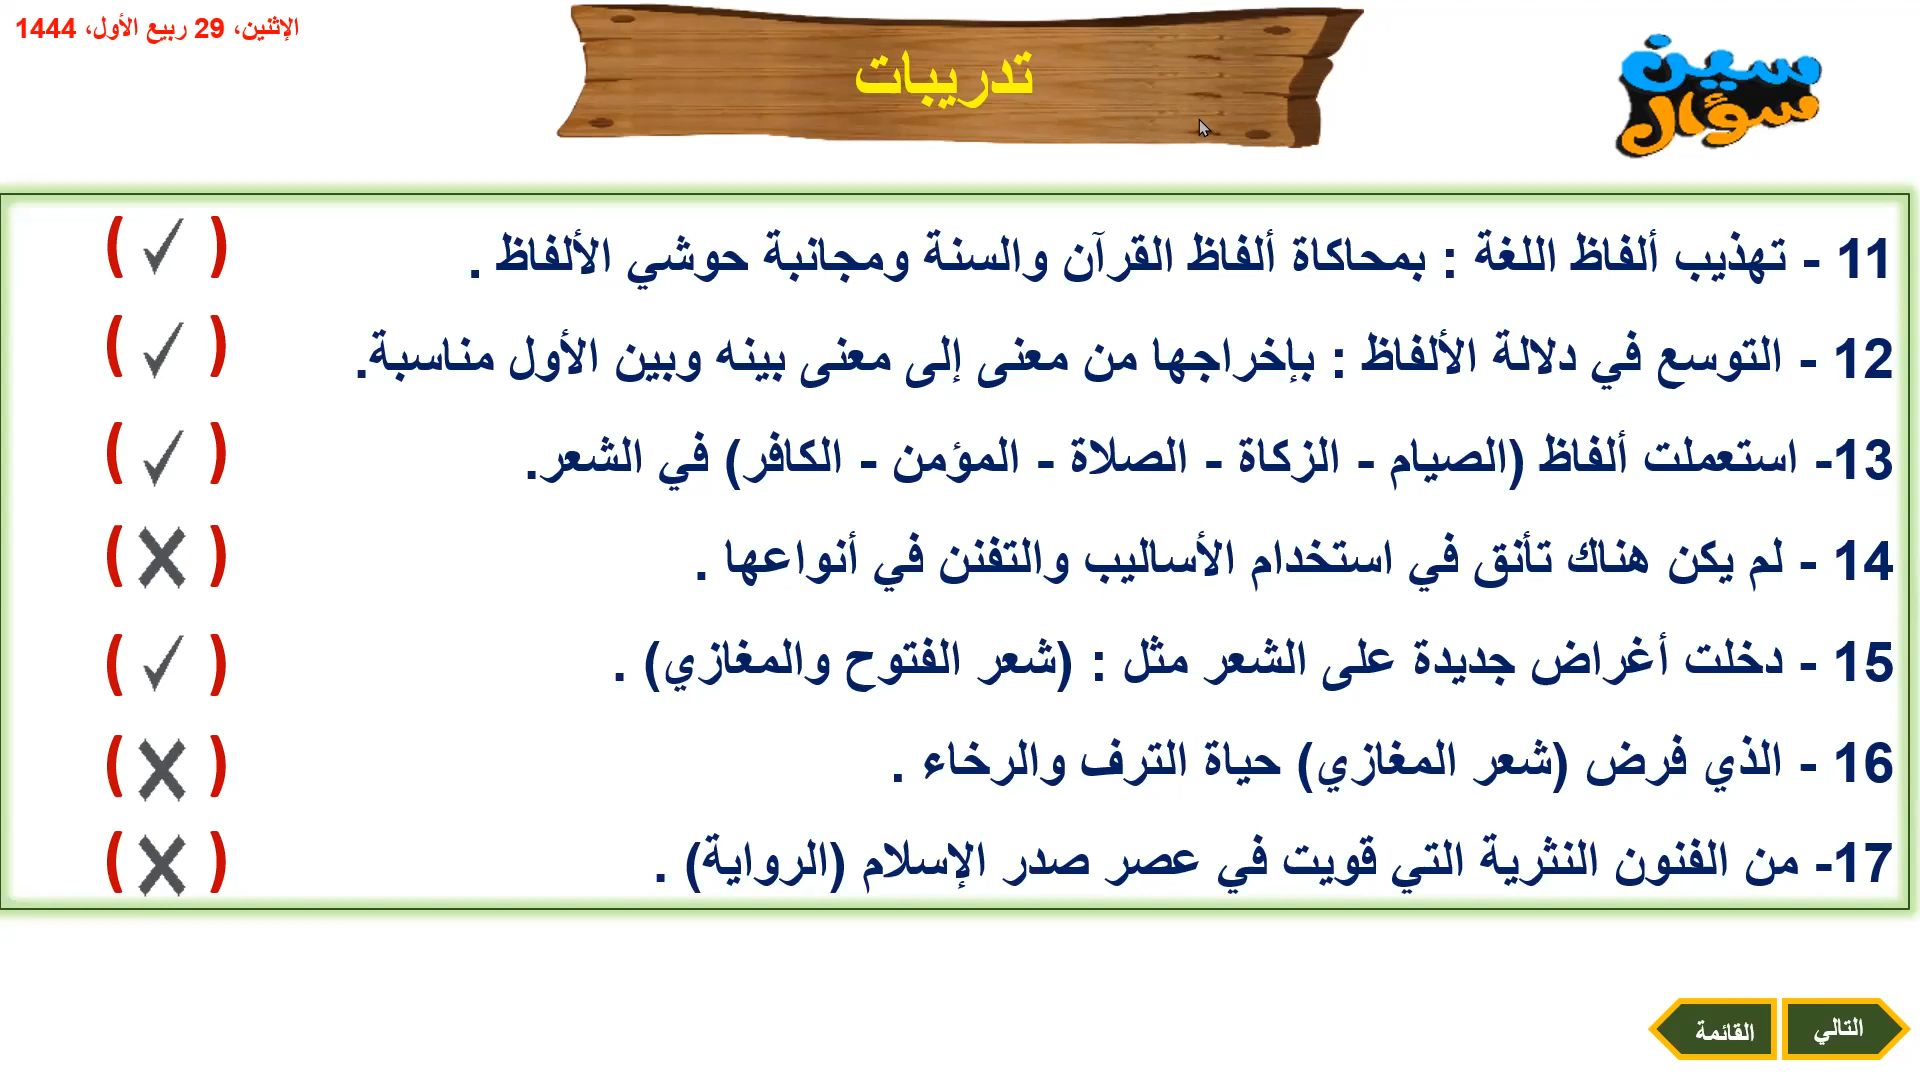 الإثنين، 29 ربيع الأول، 1444
تدريبات
سين
سؤال
11 - تهذيب ألفاظ اللغة : بمحاكاة ألفاظ القرآن والسنة ومجانبة حوشي الألفاظ . ( ✓ )
12 - التوسع في دلالة الألفاظ : بإخراجها من معنى إلى معنى بينه وبين الأول مناسبة. ( ✓ )
13- استعملت ألفاظ (الصيام - الزكاة - الصلاة - المؤمن - الكافر) في الشعر. ( ✓ )
14 - لم يكن هناك تأنق في استخدام الأساليب والتفنن في أنواعها . ( ✗ )
15 - دخلت أغراض جديدة على الشعر مثل : (شعر الفتوح والمغازي) . ( ✓ )
16 - الذي فرض (شعر المغازي) حياة الترف والرخاء . ( ✗ )
17- من الفنون النثرية التي قويت في عصر صدر الإسلام (الرواية) . ( ✗ )
التالي
القائمة